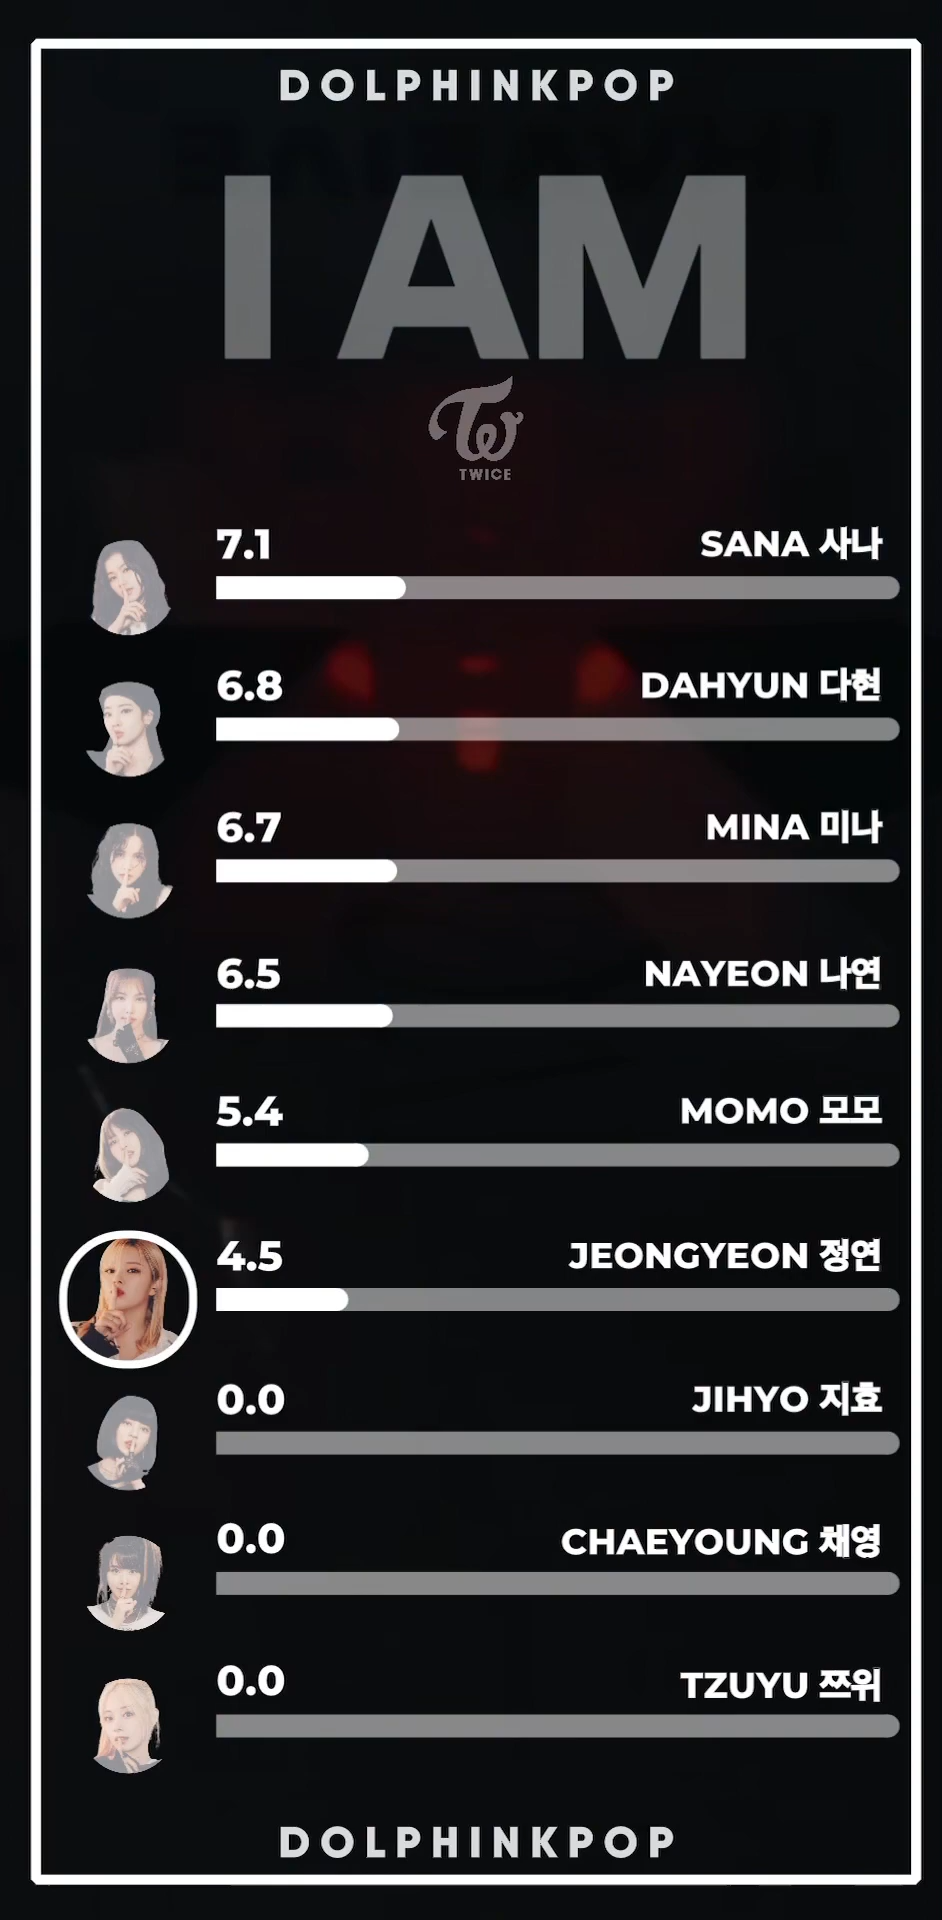 DOLPHINKPOP
I AM
TWICE
7.1 SANA 사나
6.8 DAHYUN 다현
6.7 MINA 미나
6.5 NAYEON 나연
5.4 MOMO 모모
4.5 JEONGYEON 정연
0.0 JIHYO 지효
0.0 CHAEYOUNG 채영
0.0 TZUYU 쯔위
DOLPHINKPOP